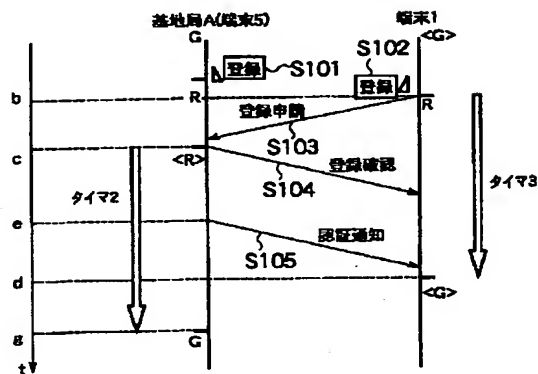 基地局A(端末5)
端末1
G
<G>
登録
S101
S102
登録
b
R
R
登録申請
S103
c
<R>
登録確認
S104
タイマ2
タイマ3
e
認証通知
S105
d
<G>
g
G
t